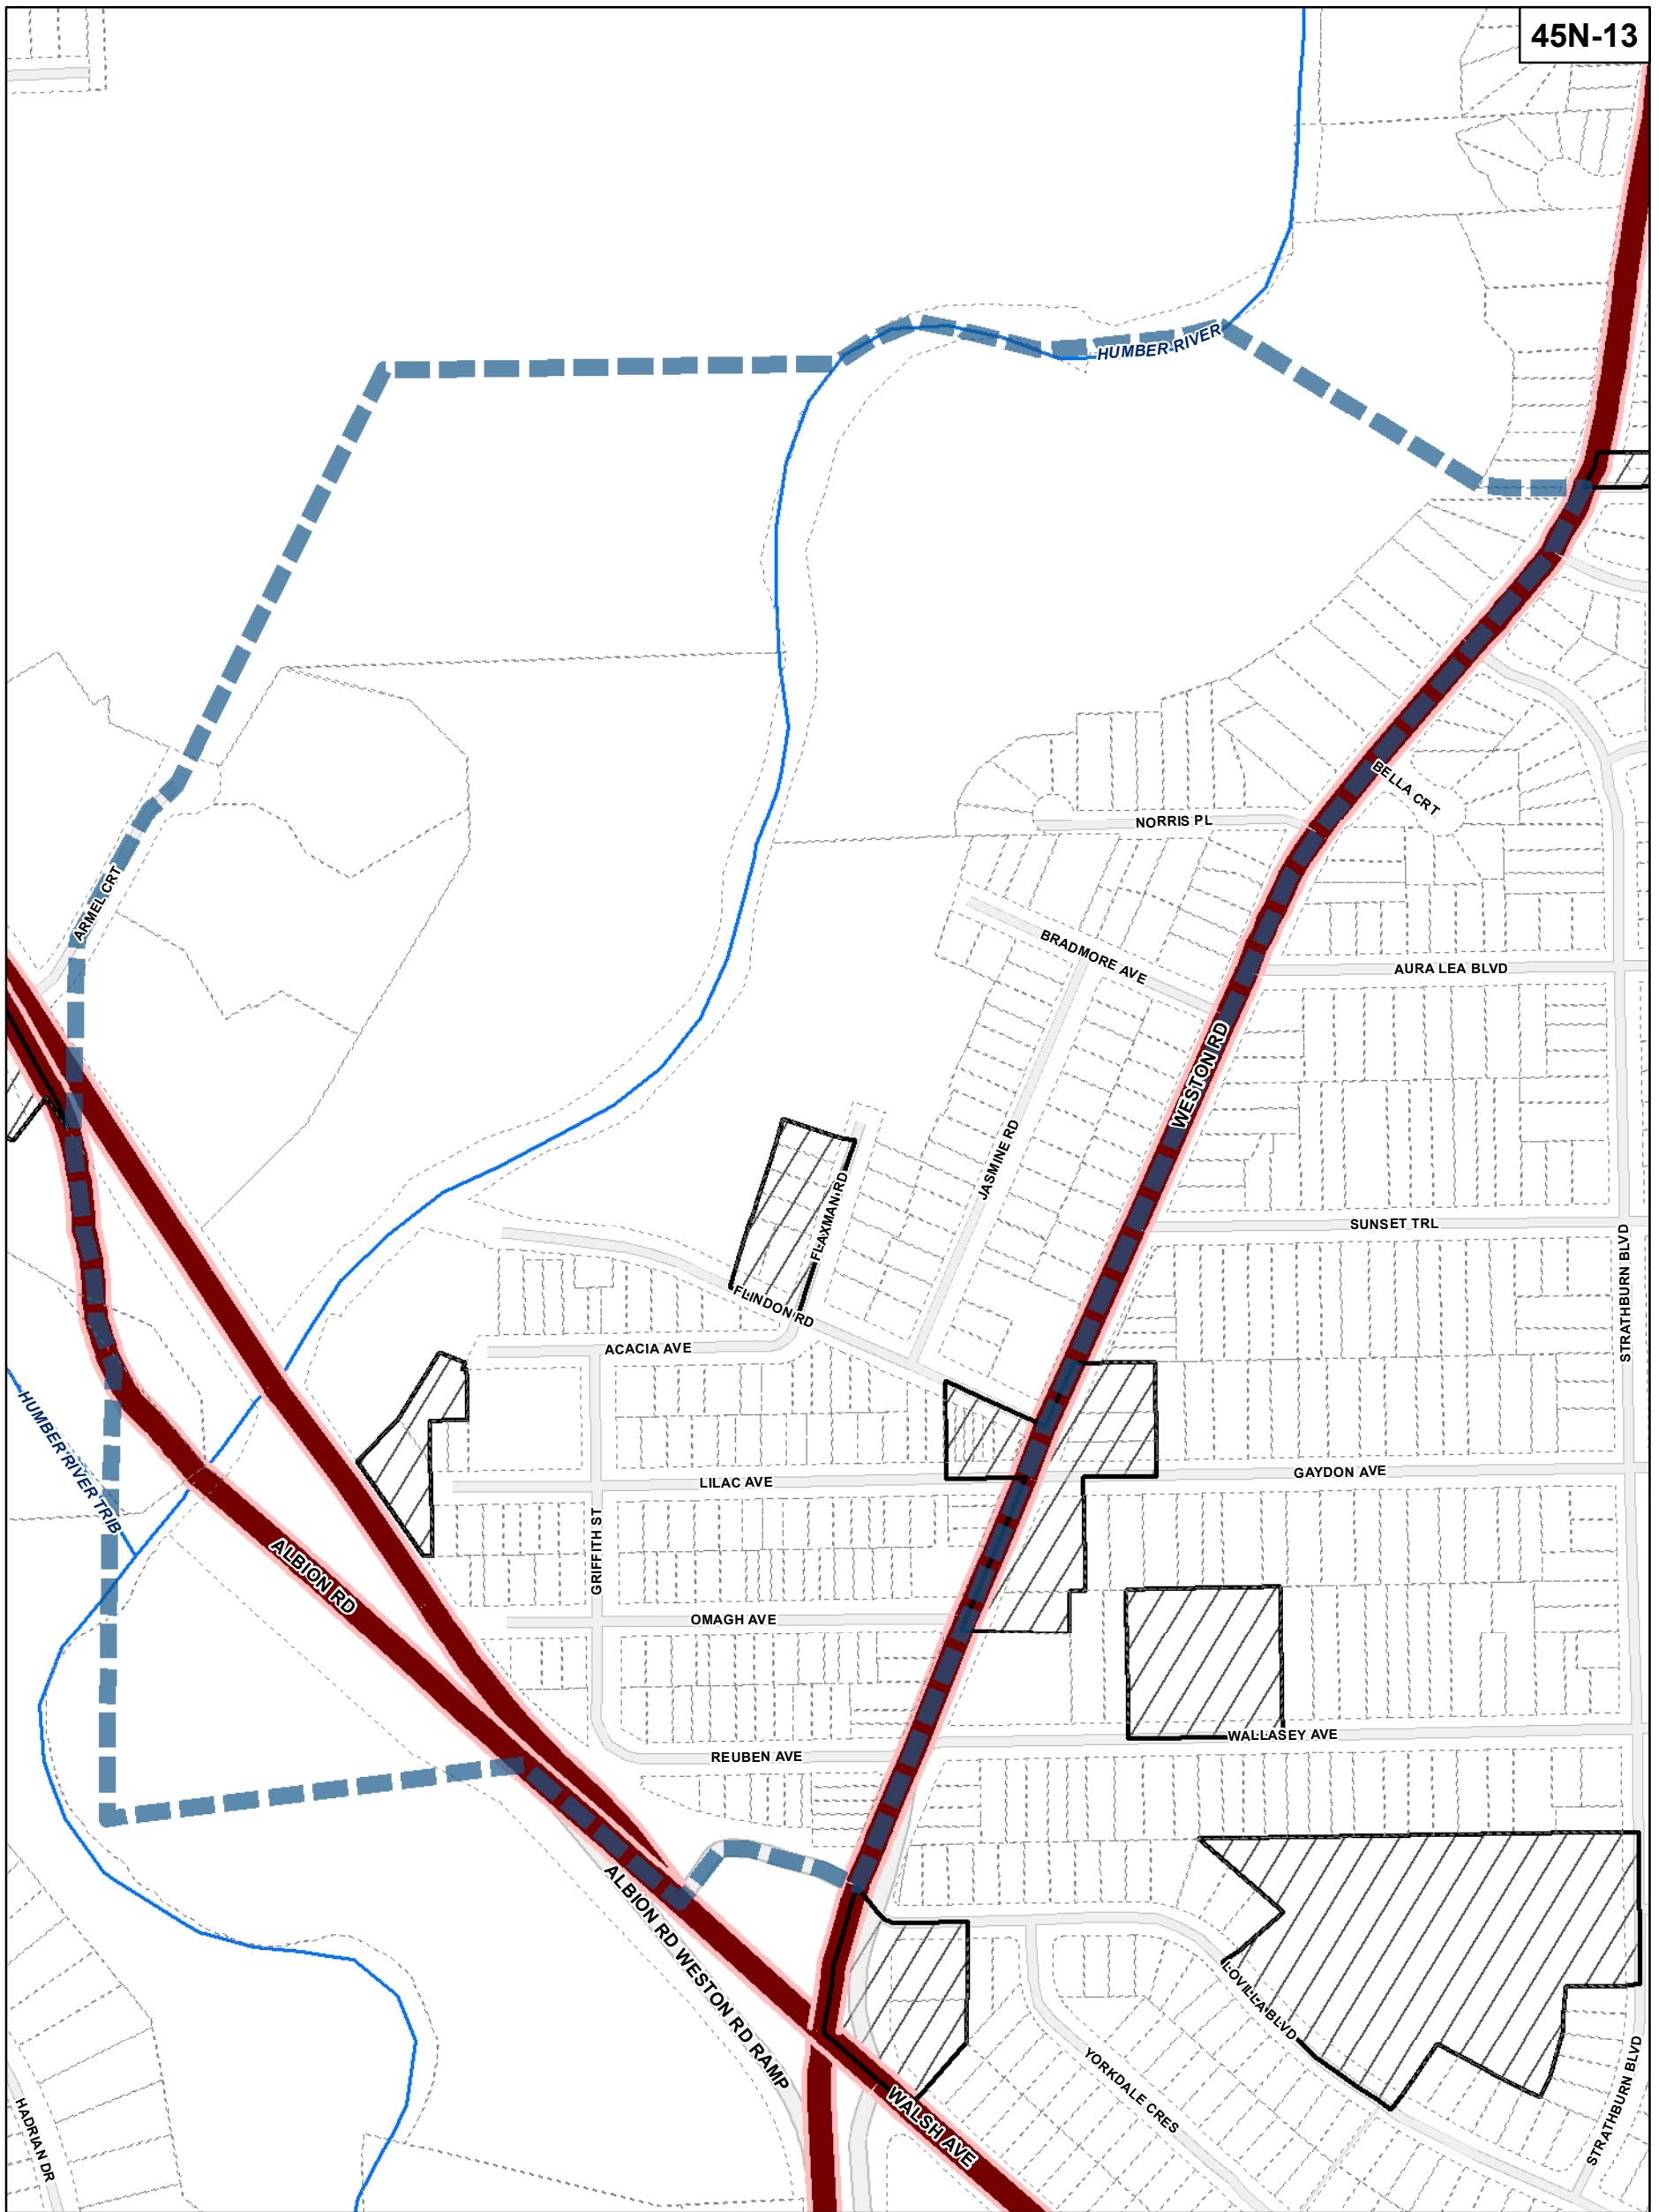 45N-13
HUMBER RIVER
BELLA CRT
NORRIS PL
ARMEL CRT
BRADMORE AVE
AURA LEA BLVD
WESTON RD
JASMINE RD
SUNSET TRL
FLAXMAN RD
STRATHBURN BLVD
FLINDON RD
ACACIA AVE
HUMBER RIVER TRIB
LILAC AVE
GAYDON AVE
GRIFFITH ST
ALBION RD
OMAGH AVE
WALLASEY AVE
REUBEN AVE
ALBION RD WESTON RD RAMP
LOVILLA BLVD
YORKDALE CRES
STRATHBURN BLVD
WALSH AVE
HADRIAN DR